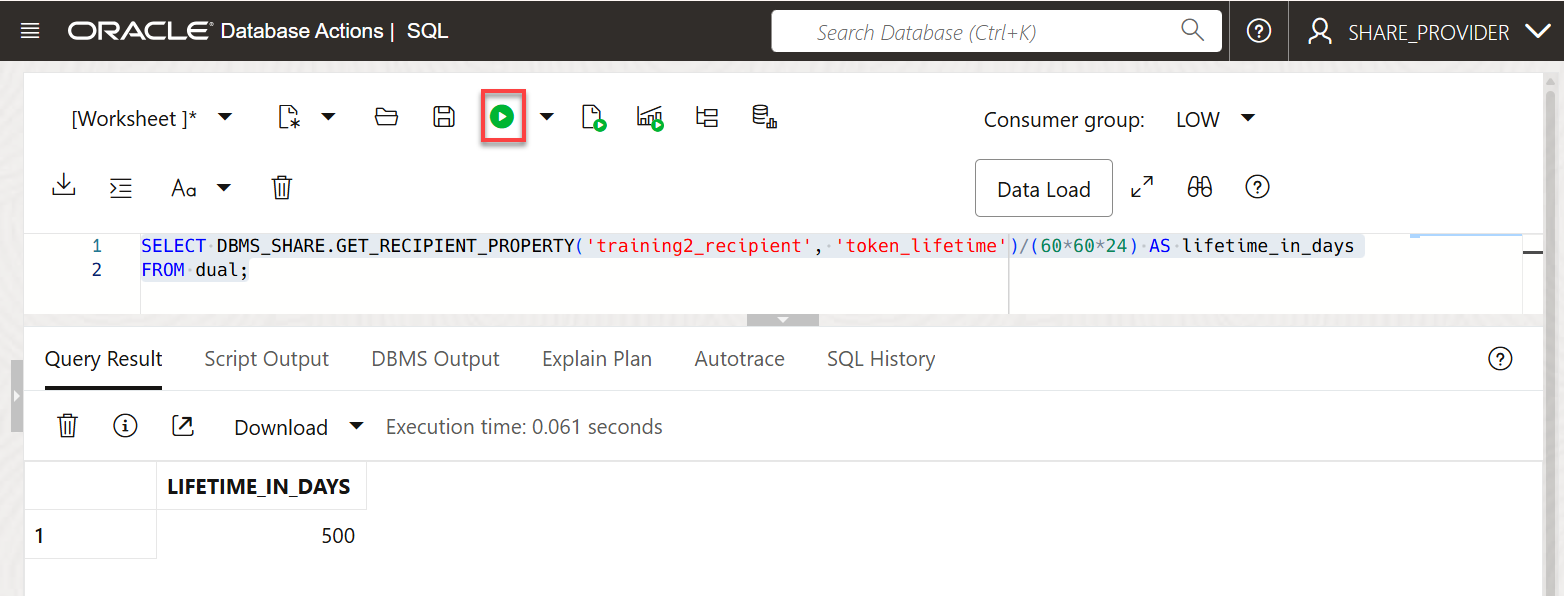 ORACLE Database Actions | SQL
Search Database (Ctrl+K)
SHARE_PROVIDER
[Worksheet ]*
Consumer group: LOW
Aa
Data Load
1 SELECT DBMS_SHARE.GET_RECIPIENT_PROPERTY('training2_recipient', 'token_lifetime')/(60*60*24) AS lifetime_in_days
2 FROM dual;
Query Result Script Output DBMS Output Explain Plan Autotrace SQL History
Download Execution time: 0.061 seconds
LIFETIME_IN_DAYS
1 500